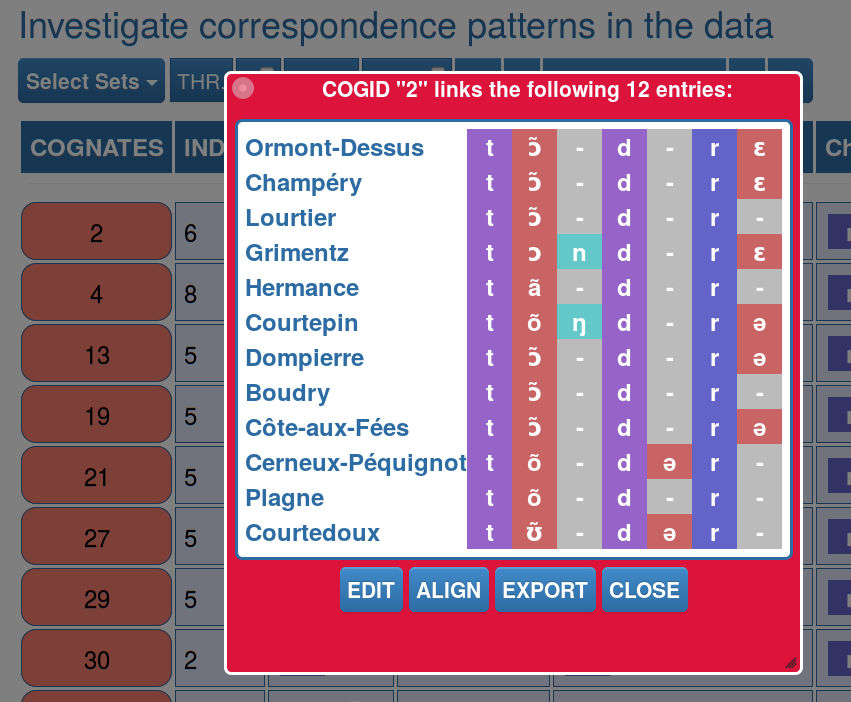 Investigate correspondence patterns in the data
Select Sets THR.
COGNATES IND Ch
COGID "2" links the following 12 entries:
Ormont-Dessus t ɔ̃ - d - r ɛ
Champéry t ɔ̃ - d - r ɛ
Lourtier t ɔ̃ - d - r -
Grimentz t ɔ n d - r ɛ
Hermance t ã - d - r -
Courtepin t õ ŋ d - r ə
Dompierre t ɔ̃ - d - r ə
Boudry t ɔ̃ - d - r -
Côte-aux-Fées t ɔ̃ - d - r ə
Cerneux-Péquignot t õ - d ə r -
Plagne t õ - d - r -
Courtedoux t ʊ̃ - d ə r -
EDIT ALIGN EXPORT CLOSE
2 6
4 8
13 5
19 5
21 5
27 5
29 5
30 2